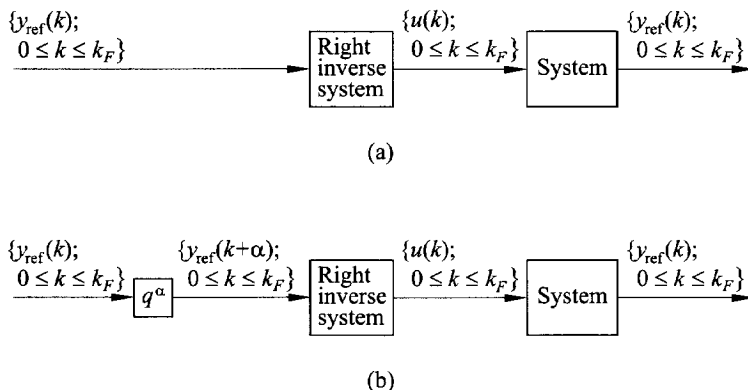 {y_ref(k);
0 ≤ k ≤ k_F}
Right
inverse
system
{u(k);
0 ≤ k ≤ k_F}
System
{y_ref(k);
0 ≤ k ≤ k_F}
(a)
{y_ref(k);
0 ≤ k ≤ k_F}
q^α
{y_ref(k+α);
0 ≤ k ≤ k_F}
Right
inverse
system
{u(k);
0 ≤ k ≤ k_F}
System
{y_ref(k);
0 ≤ k ≤ k_F}
(b)